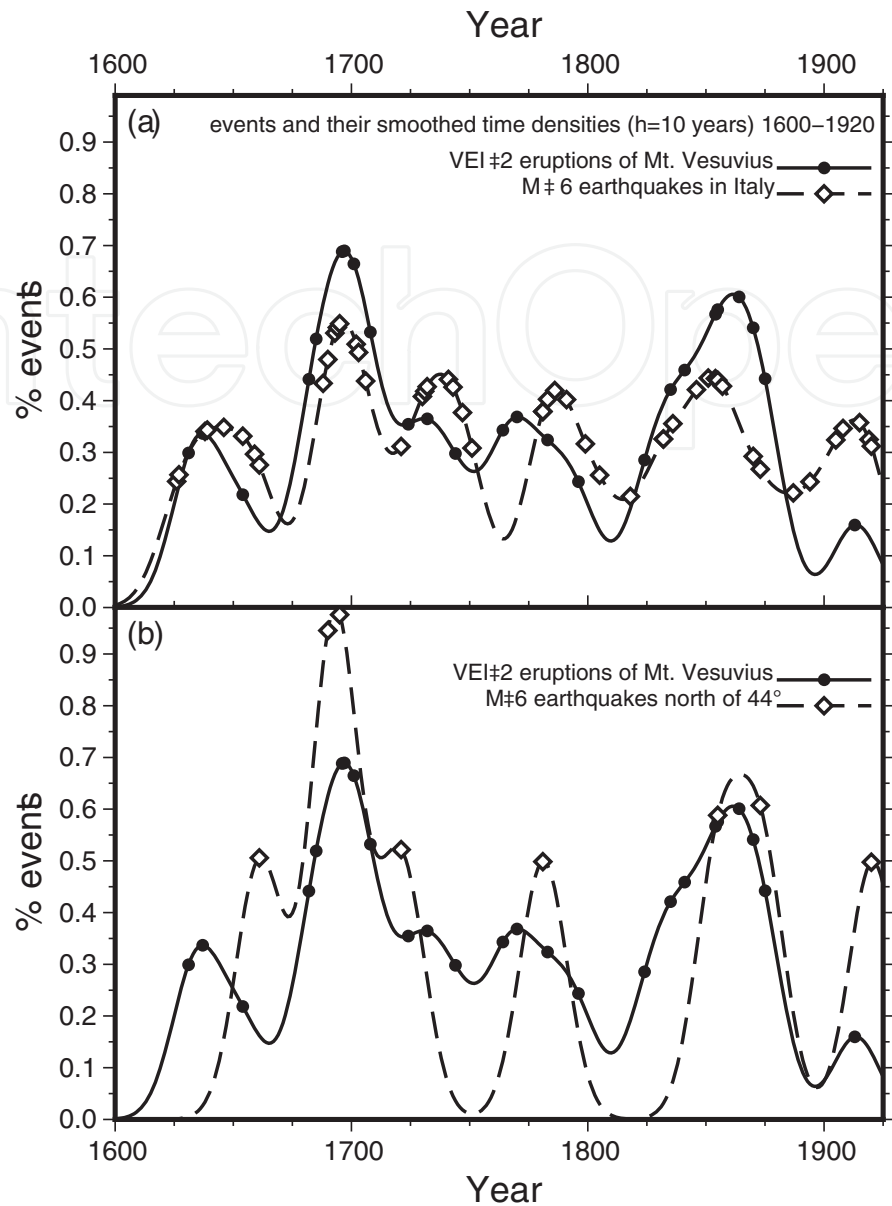 Year
1600 1700 1800 1900
(a) events and their smoothed time densities (h=10 years) 1600–1920
VEI ‡2 eruptions of Mt. Vesuvius
M‡ 6 earthquakes in Italy
0.9
0.8
0.7
0.6
0.5
0.4
0.3
0.2
0.1
0.0
% events
(b)
VEI‡2 eruptions of Mt. Vesuvius
M‡6 earthquakes north of 44°
0.9
0.8
0.7
0.6
0.5
0.4
0.3
0.2
0.1
0.0
% events
1600 1700 1800 1900
Year